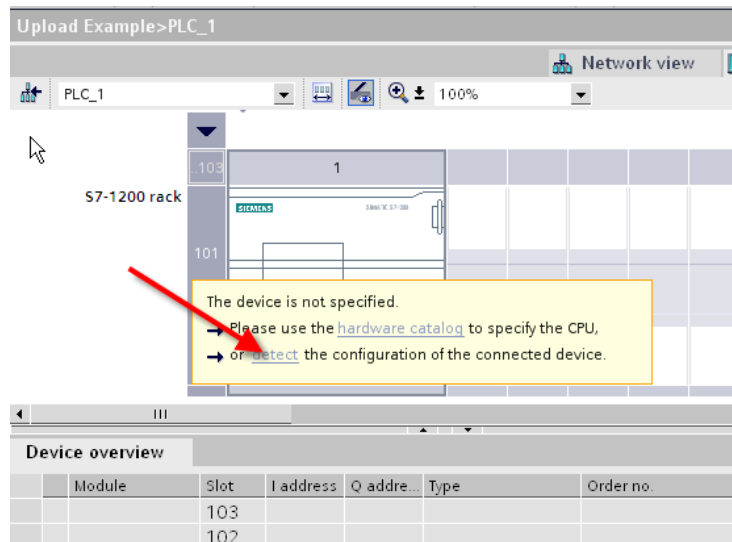 Upload Example>PLC_1
Network view
PLC_1
100%
..103
1
S7-1200 rack
SIEMENS
101
The device is not specified.
Please use the hardware catalog to specify the CPU,
or detect the configuration of the connected device.
Device overview
Module Slot I address Q addre... Type Order no.
103
102